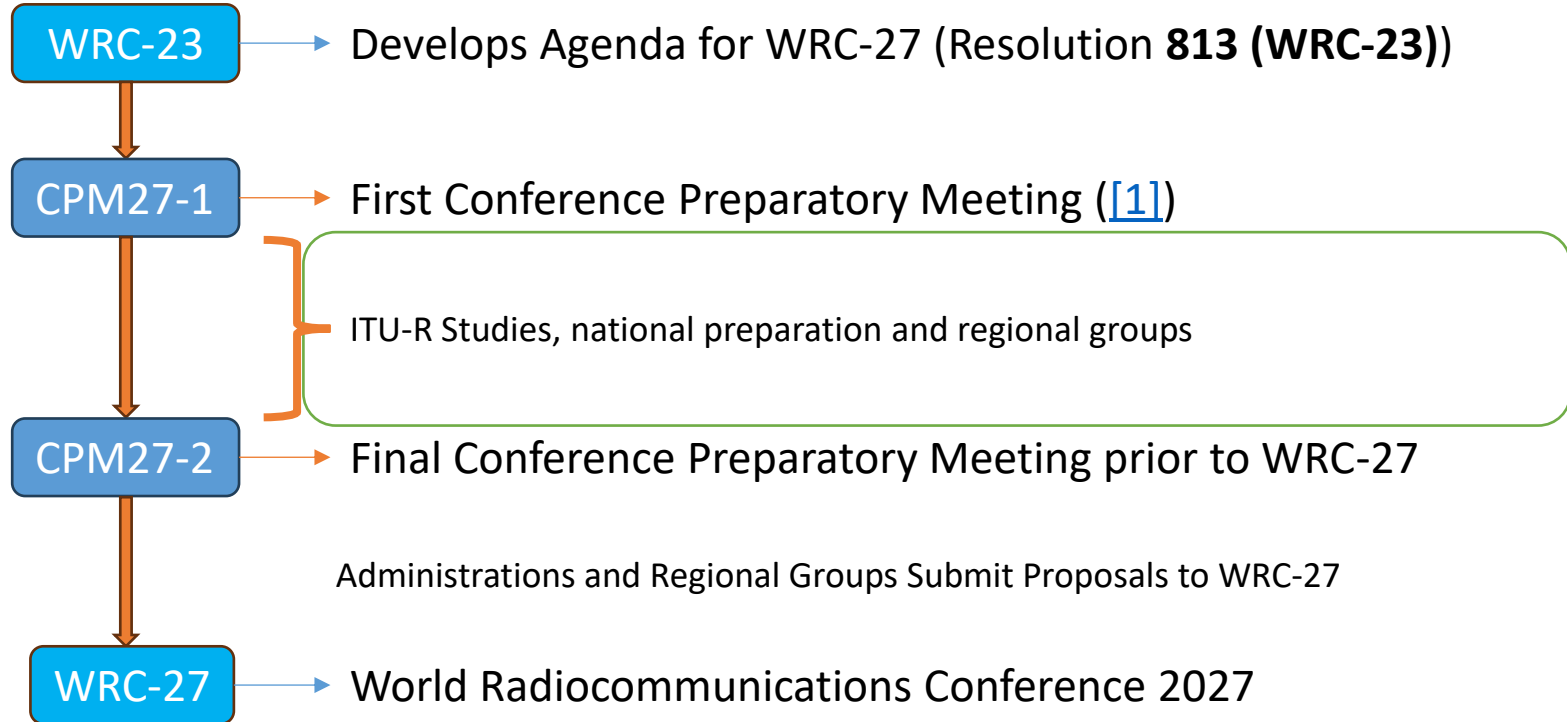 WRC-23
Develops Agenda for WRC-27 (Resolution 813 (WRC-23))
CPM27-1
First Conference Preparatory Meeting ([1])
ITU-R Studies, national preparation and regional groups
CPM27-2
Final Conference Preparatory Meeting prior to WRC-27
Administrations and Regional Groups Submit Proposals to WRC-27
WRC-27
World Radiocommunications Conference 2027